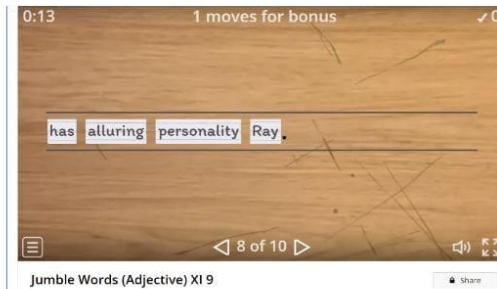 0:13 1 moves for bonus ✓0
has alluring personality Ray.
8 of 10
Jumble Words (Adjective) XI 9 Share